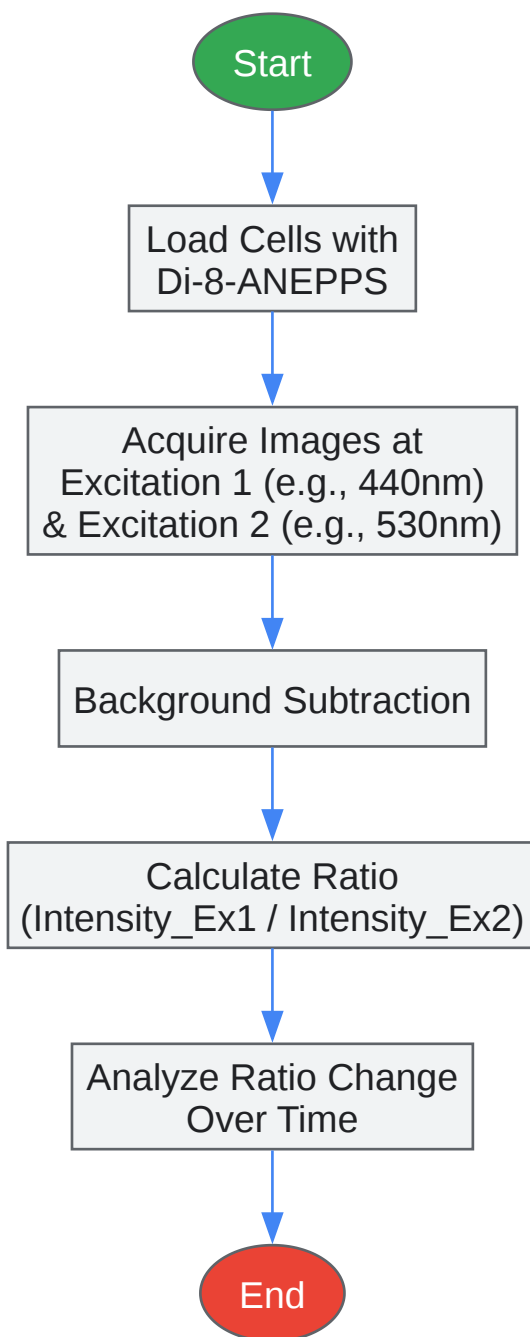 Start
Load Cells with
Di-8-ANEPPS
Acquire Images at
Excitation 1 (e.g., 440nm)
& Excitation 2 (e.g., 530nm)
Background Subtraction
Calculate Ratio
(Intensity_Ex1 / Intensity_Ex2)
Analyze Ratio Change
Over Time
End